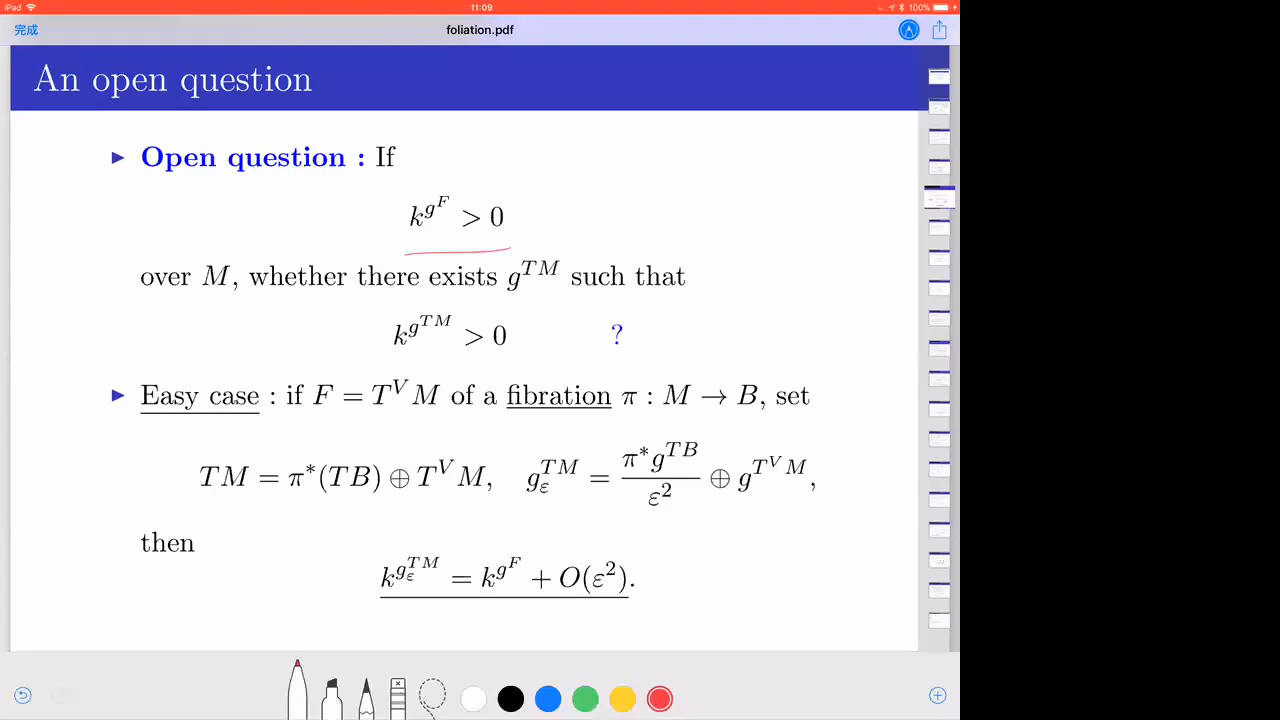 iPad 11:09 100%
完成 foliation.pdf
An open question
▶ Open question : If
k^{g^F} > 0
over M, whether there exists g^{TM} such that
k^{g^{TM}} > 0 ?
▶ Easy case : if F = T^V M of a fibration π : M → B, set
TM = π*(TB) ⊕ T^V M, g_ε^{TM} = π*g^{TB}/ε² ⊕ g^{T^V M},
then
k^{g_ε^{TM}} = k^{g^F} + O(ε²).